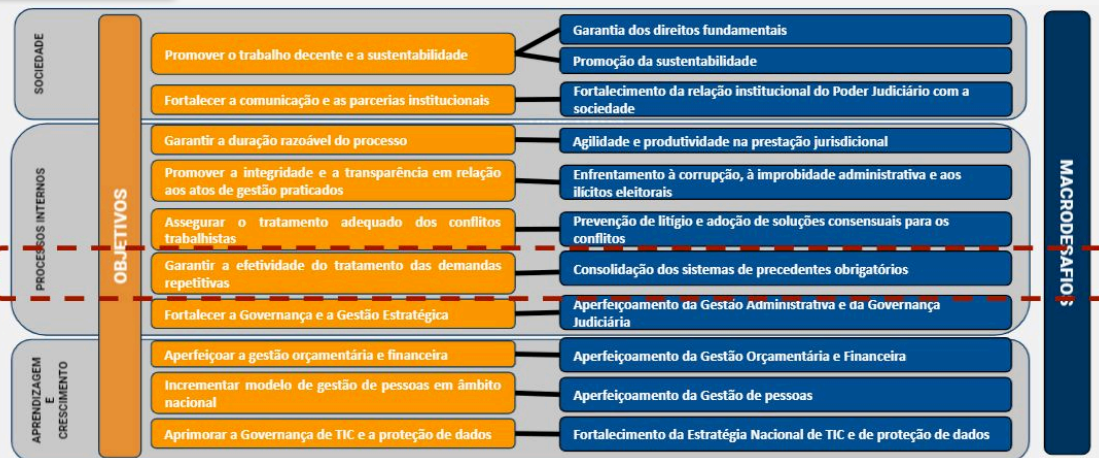 SOCIEDADE
OBJETIVOS
Promover o trabalho decente e a sustentabilidade
Garantia dos direitos fundamentais
Promoção da sustentabilidade
Fortalecer a comunicação e as parcerias institucionais
Fortalecimento da relação institucional do Poder Judiciário com a
sociedade
PROCESSOS INTERNOS
Garantir a duração razoável do processo
Agilidade e produtividade na prestação jurisdicional
Promover a integridade e a transparência em relação
aos atos de gestão praticados
Enfrentamento à corrupção, à improbidade administrativa e aos
ilícitos eleitorais
Assegurar o tratamento adequado dos conflitos
trabalhistas
Prevenção de litígio e adoção de soluções consensuais para os
conflitos
Garantir a efetividade do tratamento das demandas
repetitivas
Consolidação dos sistemas de precedentes obrigatórios
Fortalecer a Governança e a Gestão Estratégica
Aperfeiçoamento da Gestão Administrativa e da Governança
Judiciária
APRENDIZAGEM
E
CRESCIMENTO
Aperfeiçoar a gestão orçamentária e financeira
Aperfeiçoamento da Gestão Orçamentária e Financeira
Incrementar modelo de gestão de pessoas em âmbito
nacional
Aperfeiçoamento da Gestão de pessoas
Aprimorar a Governança de TIC e a proteção de dados
Fortalecimento da Estratégia Nacional de TIC e de proteção de dados
MACRODESAFIOS